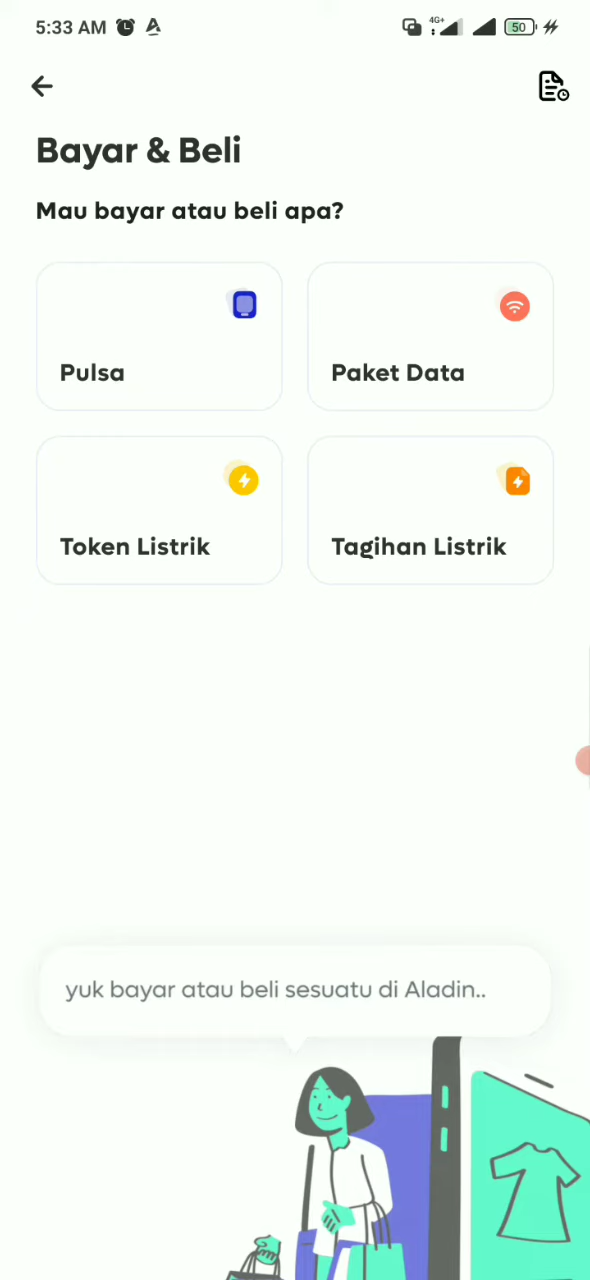 5:33 AM
4G+
50
Bayar & Beli
Mau bayar atau beli apa?
Pulsa
Paket Data
Token Listrik
Tagihan Listrik
yuk bayar atau beli sesuatu di Aladin..